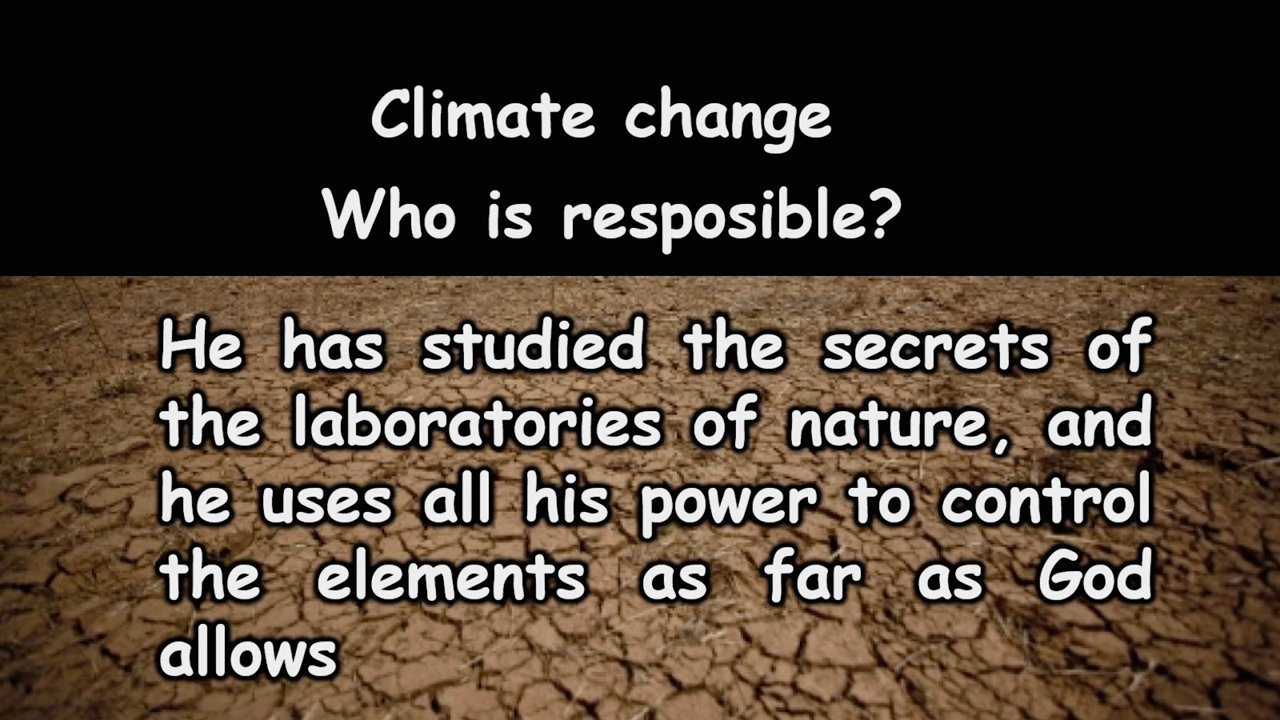 Climate change
Who is resposible?
He has studied the secrets of
the laboratories of nature, and
he uses all his power to control
the elements as far as God
allows